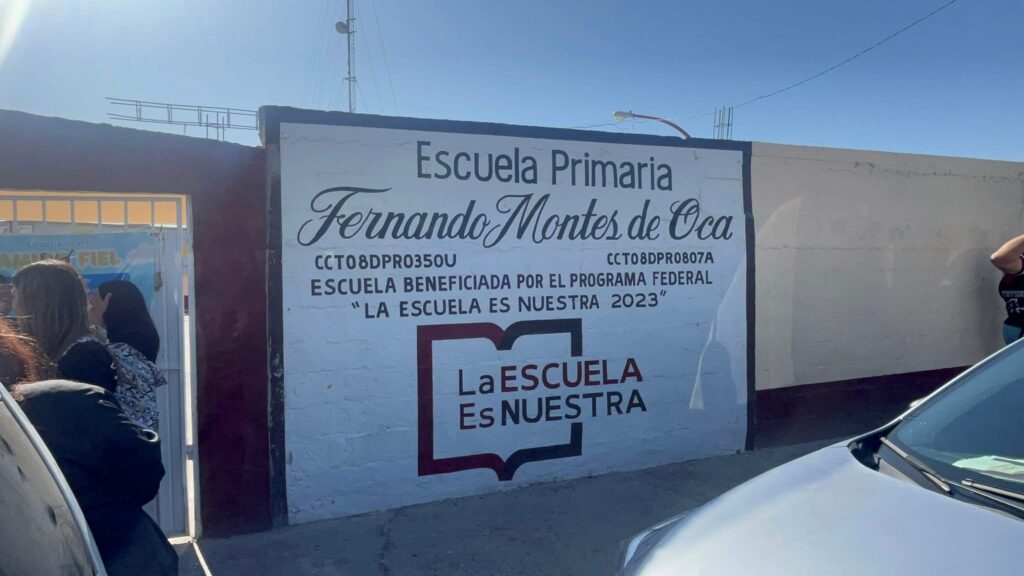 Escuela Primaria
Fernando Montes de Oca
CCT08DPR0350U CCT08DPR0807A
ESCUELA BENEFICIADA POR EL PROGRAMA FEDERAL
"LA ESCUELA ES NUESTRA 2023"
La ESCUELA
Es NUESTRA
FIEL